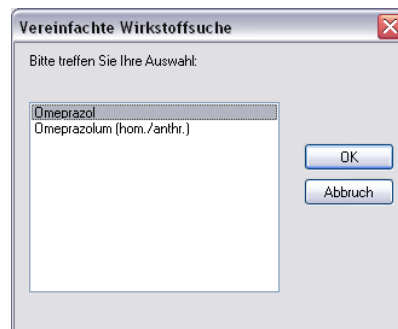 Vereinfachte Wirkstoffsuche
Bitte treffen Sie Ihre Auswahl:
Omeprazol
Omeprazolum (hom./anthr.)
OK
Abbruch